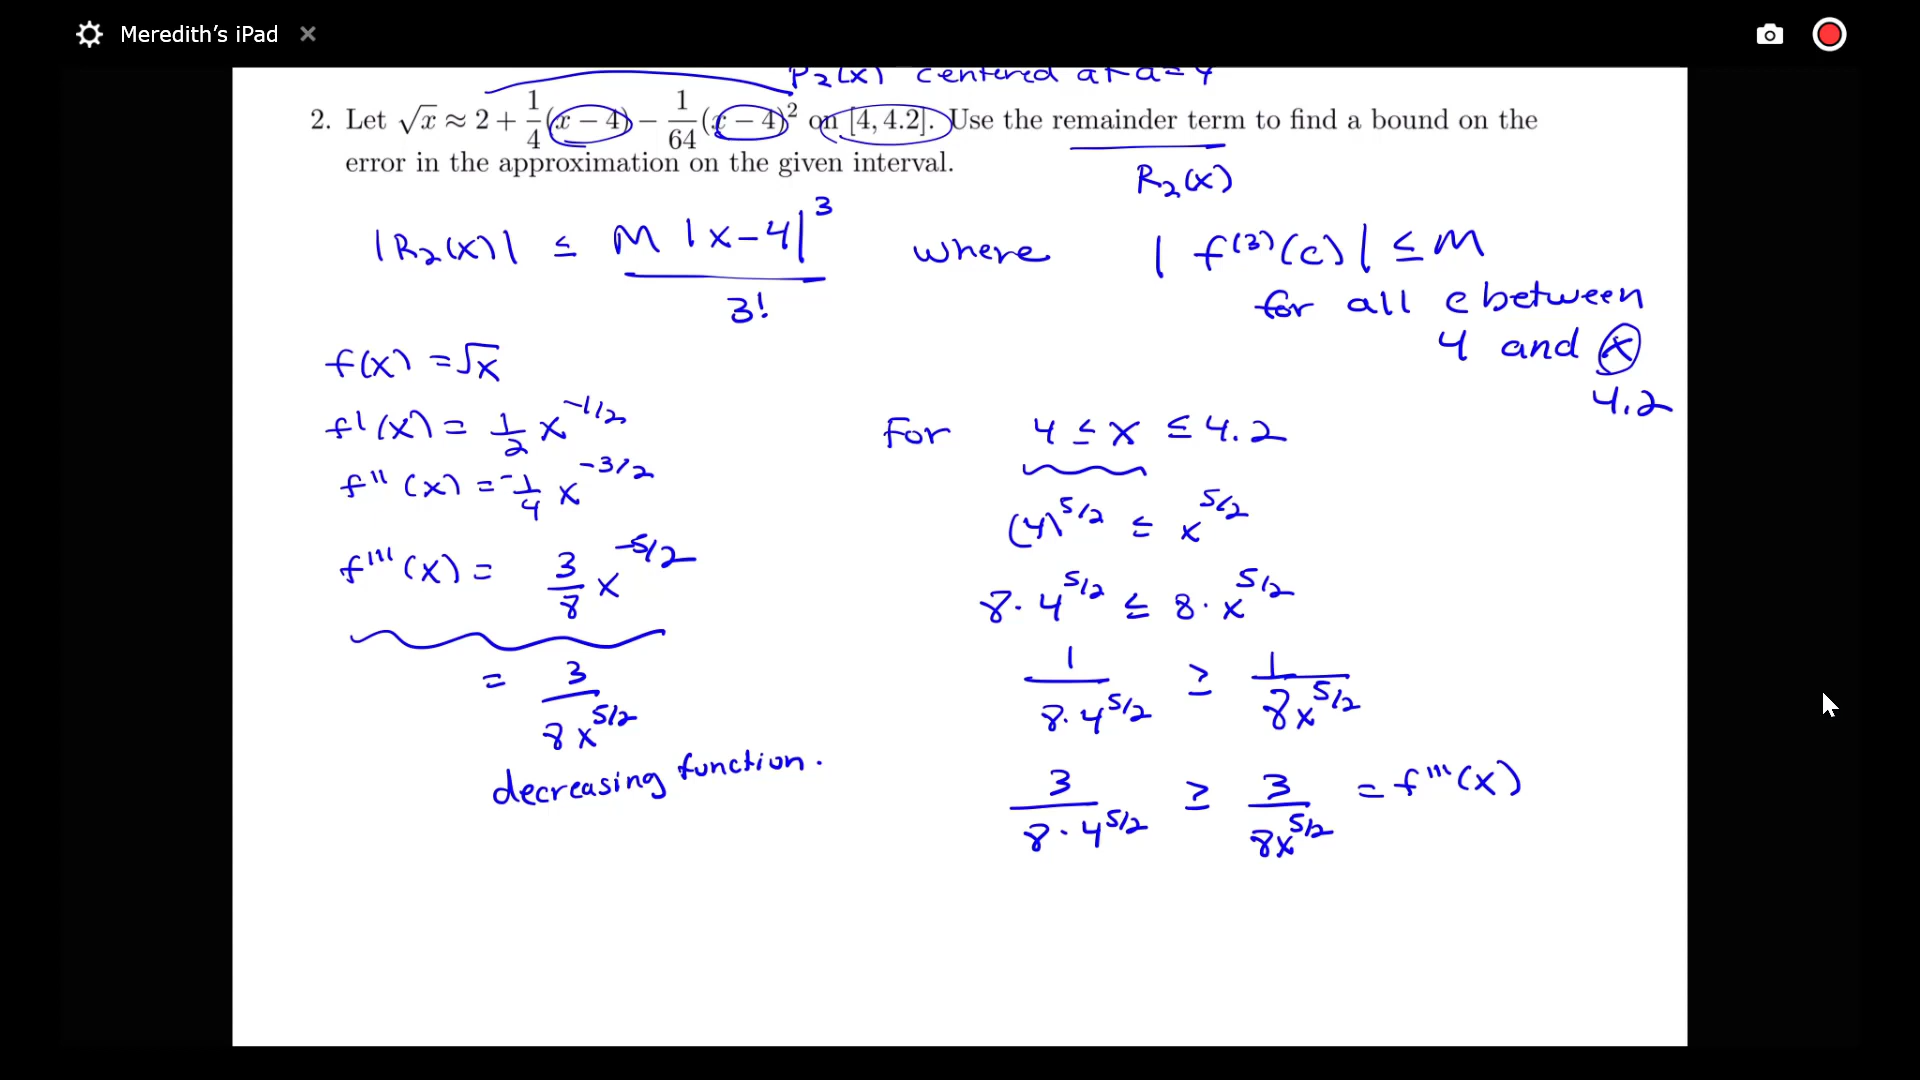 Meredith's iPad
P₂(x) centered at a=4
2. Let √x ≈ 2 + 1/4(x − 4) − 1/64(x − 4)² on [4, 4.2]. Use the remainder term to find a bound on the
error in the approximation on the given interval.
R₂(x)
|R₂(x)| ≤ M |x−4|³ / 3! where |f⁽³⁾(c)| ≤ M
for all c between
4 and x
4.2
f(x) = √x
f'(x) = 1/2 x^(-1/2)
f''(x) = -1/4 x^(-3/2)
f'''(x) = 3/8 x^(-5/2)
= 3/(8x^(5/2))
decreasing function.
For 4 ≤ x ≤ 4.2
(4)^(5/2) ≤ x^(5/2)
8·4^(5/2) ≤ 8·x^(5/2)
1/(8·4^(5/2)) ≥ 1/(8x^(5/2))
3/(8·4^(5/2)) ≥ 3/(8x^(5/2)) = f'''(x)